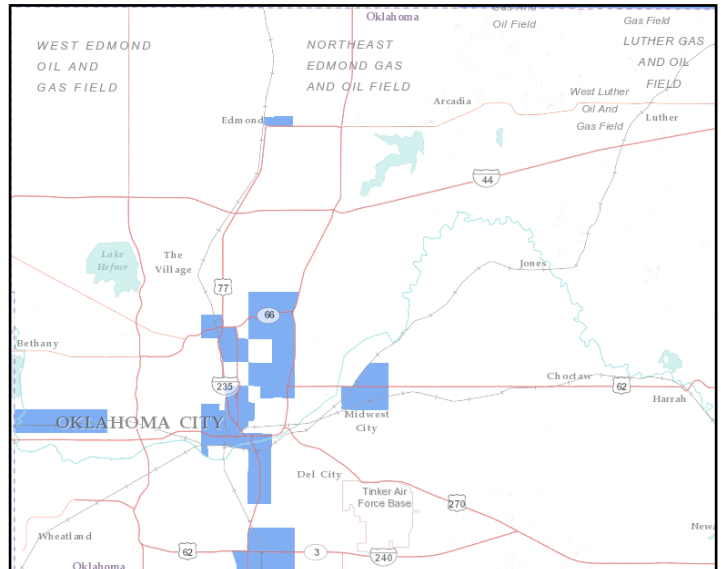 Oklahoma
Gas And
Oil Field
Gas Field
WEST EDMOND
OIL AND
GAS FIELD
NORTHEAST
EDMOND GAS
AND OIL FIELD
LUTHER GAS
AND OIL
FIELD
West Luther
Oil And
Gas Field
Arcadia
Edmond
Luther
44
Lake
Hefner
The
Village
Jones
77
66
Bethany
235
Choctaw
62
Harrah
OKLAHOMA CITY
Midwest
City
Del City
Tinker Air
Force Base
270
Wheatland
62
3
240
Newa
Oklahoma